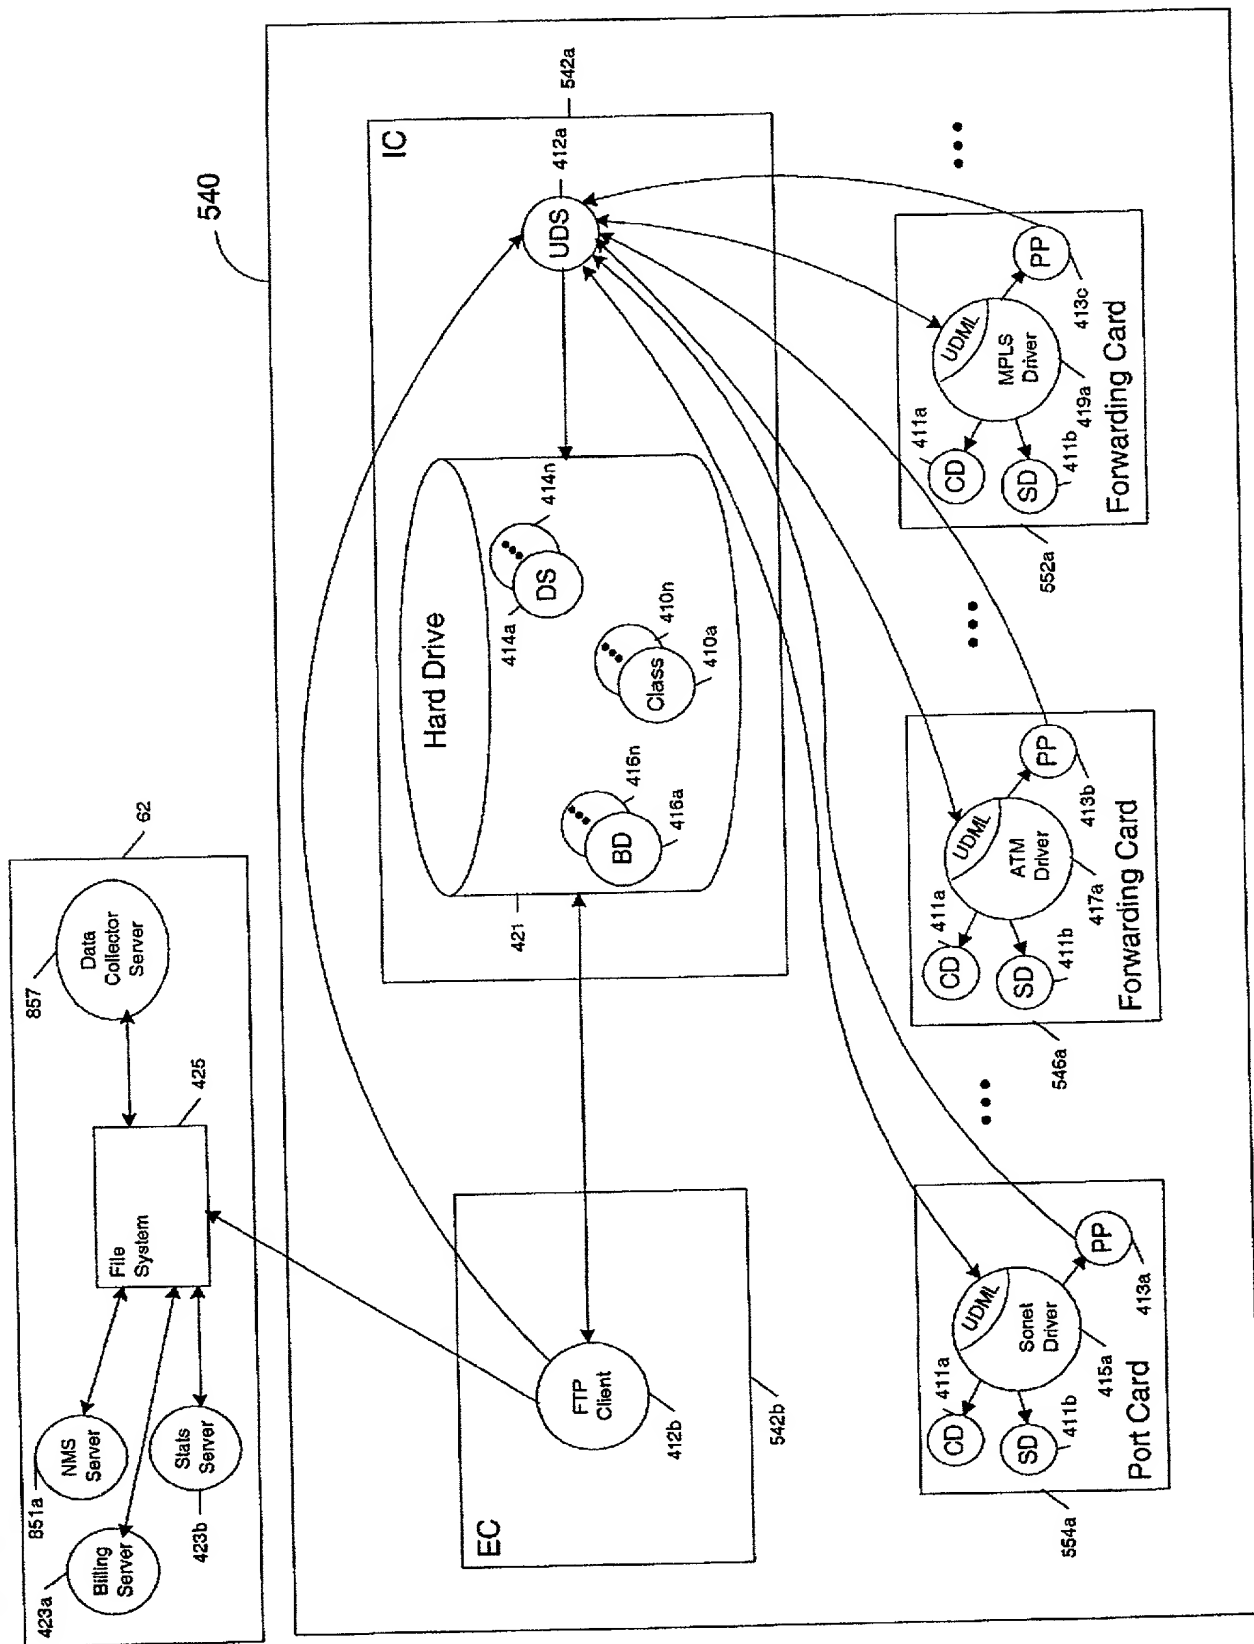 62
857
Data
Collector
Server
425
File
System
851a
NMS
Server
423a
Billing
Server
423b
Stats
Server
540
IC
542a
UDS
412a
Hard Drive
421
414n
DS
414a
410n
Class
410a
416n
BD
416a
EC
542b
FTP
Client
412b
554a
Port Card
CD
411a
SD
411b
UDML
Sonet
Driver
415a
PP
413a
546a
Forwarding Card
CD
411a
SD
411b
UDML
ATM
Driver
417a
PP
413b
552a
Forwarding Card
CD
411a
SD
411b
UDML
MPLS
Driver
419a
PP
413c